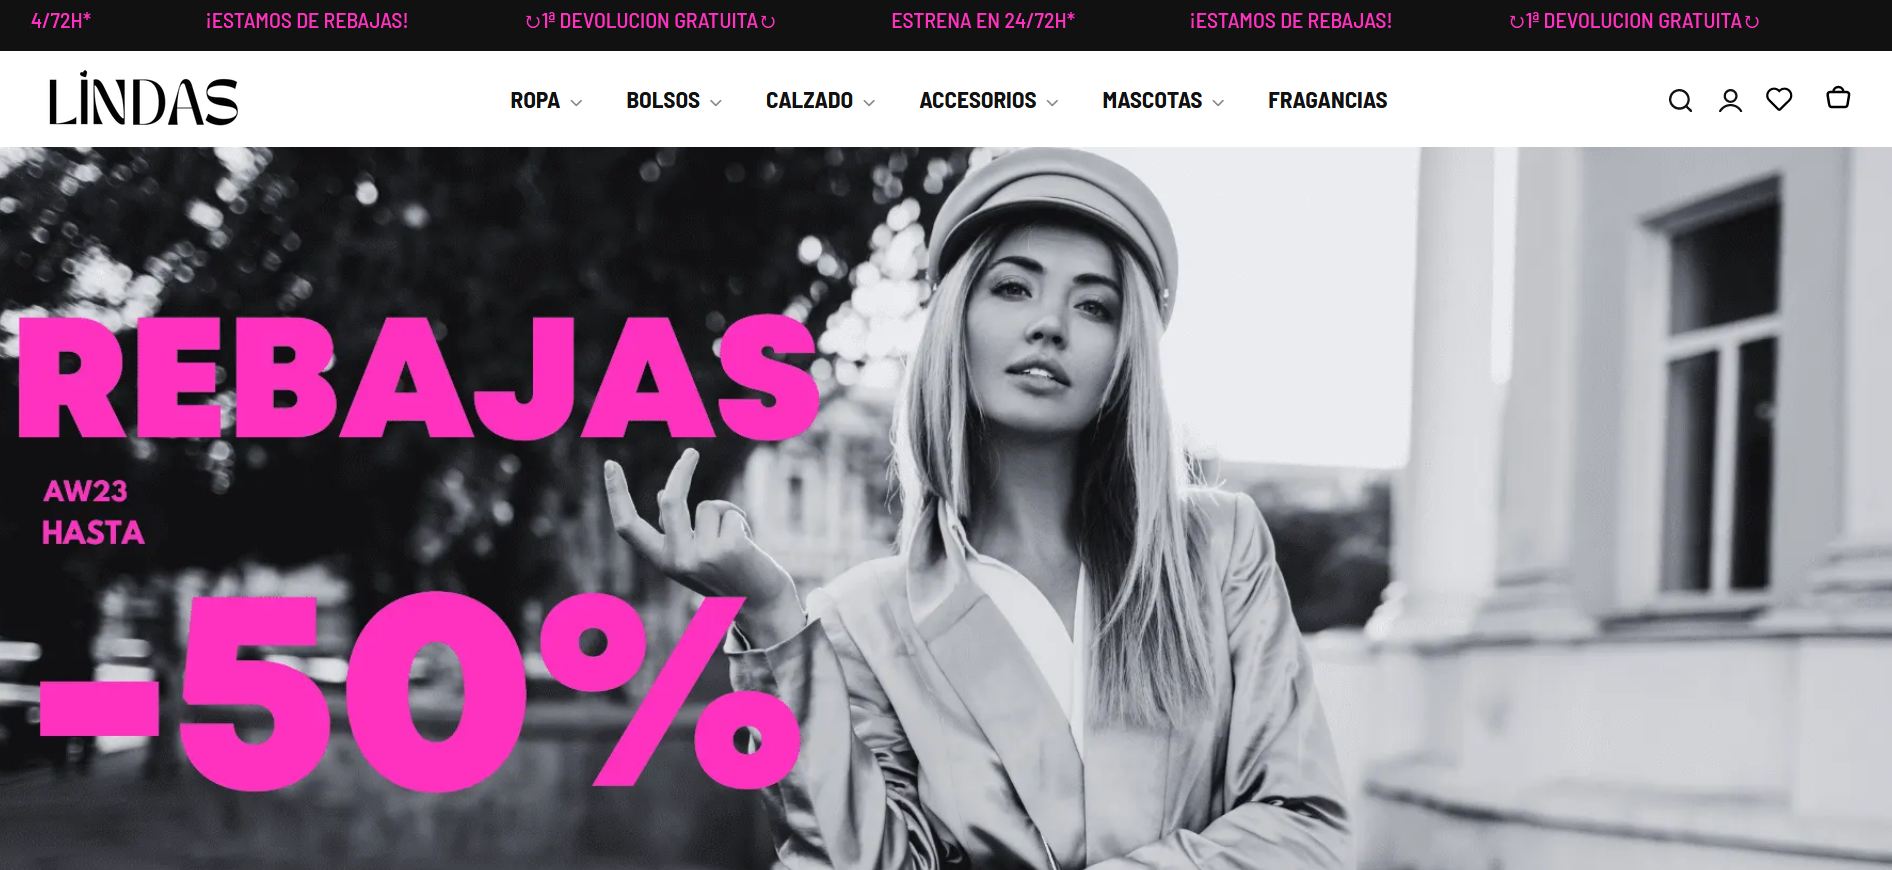 4/72H*
¡ESTAMOS DE REBAJAS!
↻1ª DEVOLUCION GRATUITA↻
ESTRENA EN 24/72H*
¡ESTAMOS DE REBAJAS!
↻1ª DEVOLUCION GRATUITA↻
LINDAS
ROPA
BOLSOS
CALZADO
ACCESORIOS
MASCOTAS
FRAGANCIAS
REBAJAS
AW23
HASTA
-50%